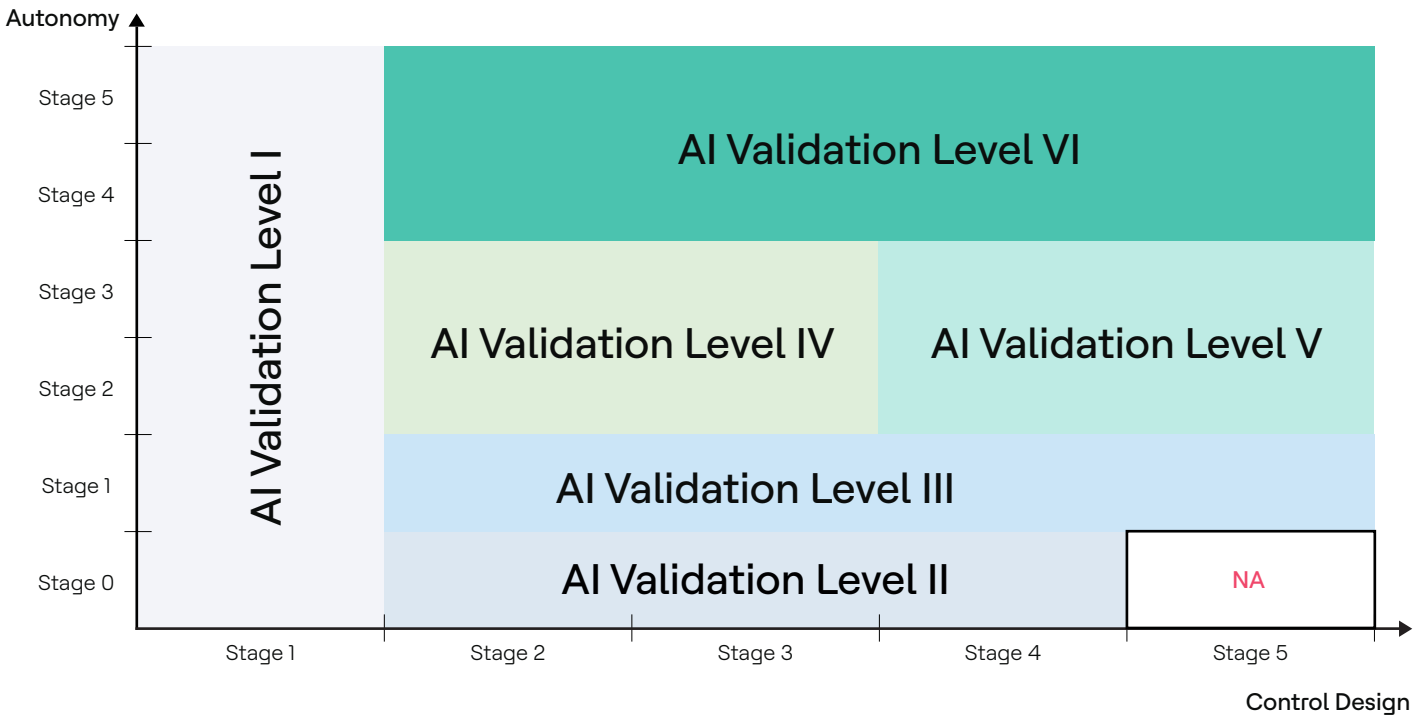 Autonomy
Stage 5
AI Validation Level VI
Stage 4
AI Validation Level I
Stage 3
AI Validation Level IV
AI Validation Level V
Stage 2
Stage 1
AI Validation Level III
Stage 0
AI Validation Level II
NA
Stage 1
Stage 2
Stage 3
Stage 4
Stage 5
Control Design